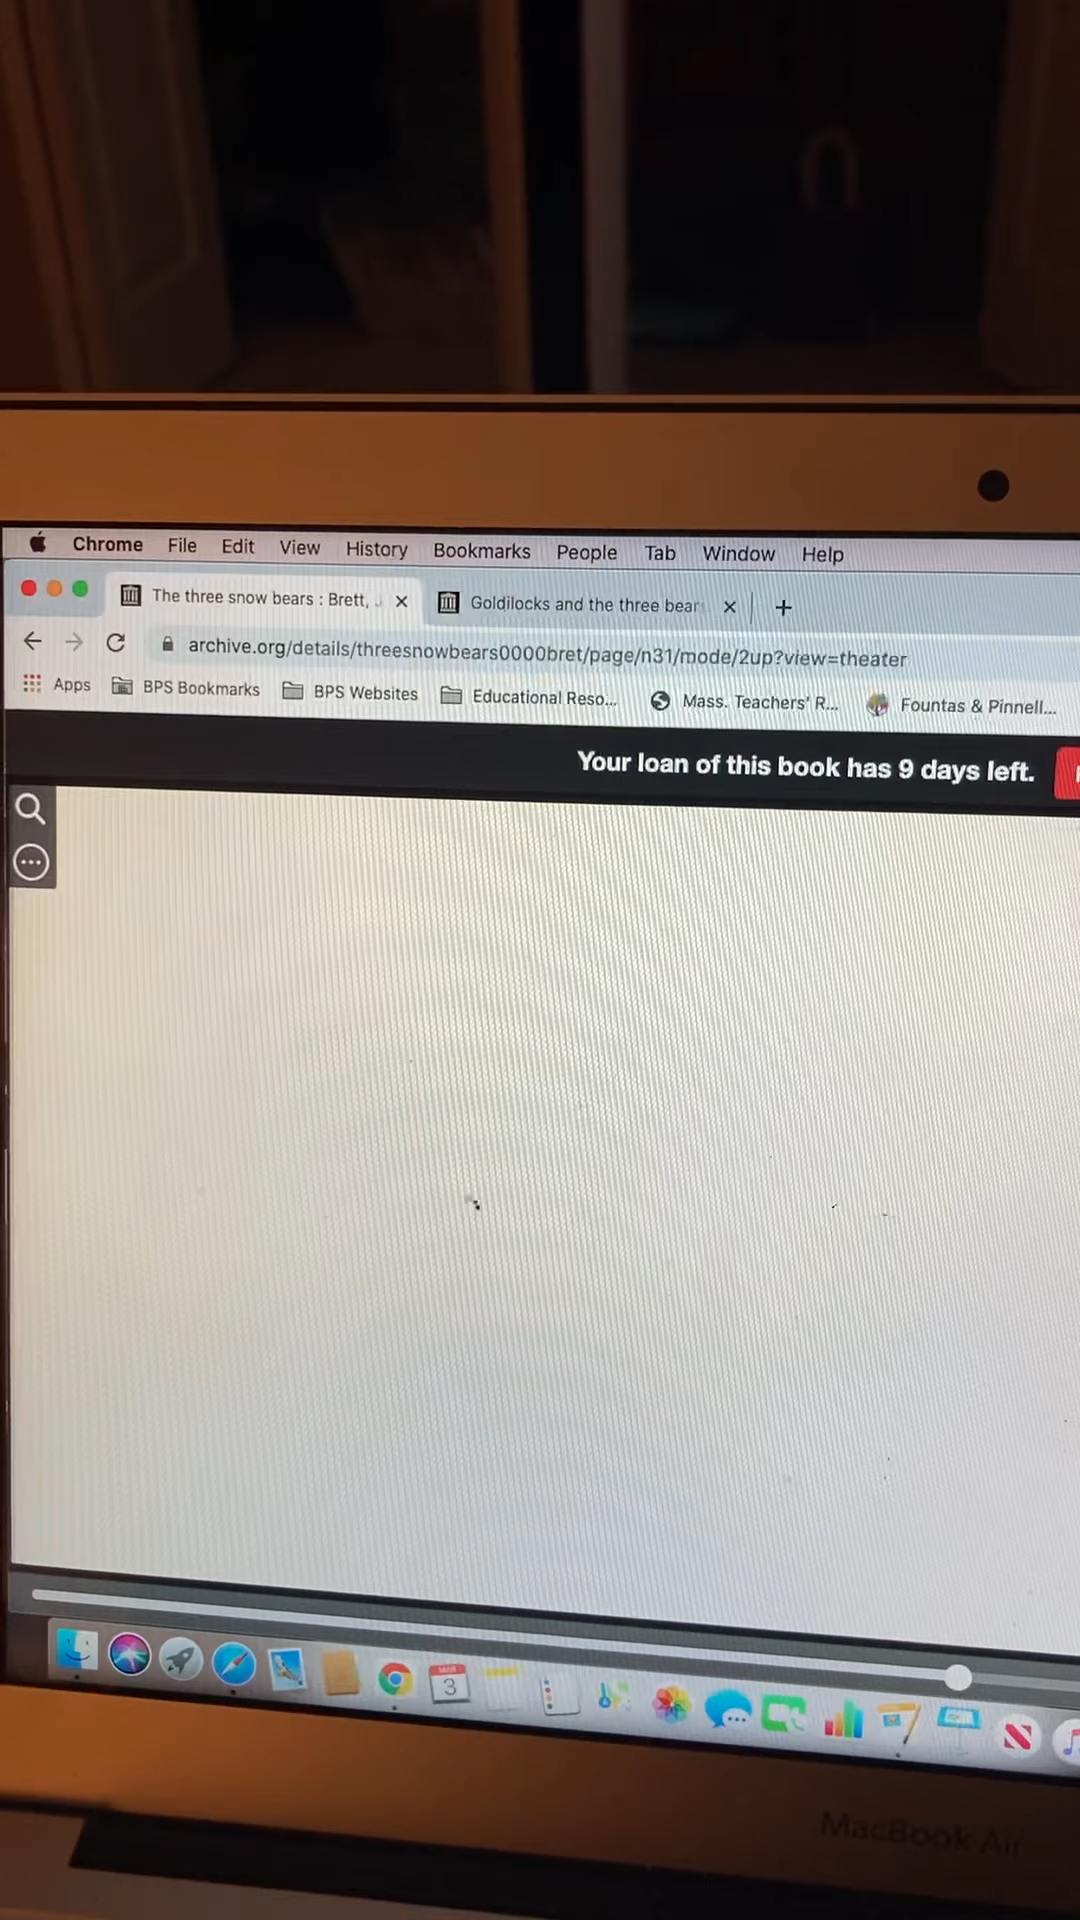 Chrome File Edit View History Bookmarks People Tab Window Help
The three snow bears : Brett, Goldilocks and the three bear
archive.org/details/threesnowbears0000bret/page/n31/mode/2up?view=theater
Apps BPS Bookmarks BPS Websites Educational Reso... Mass. Teachers' R... Fountas & Pinnell...
Your loan of this book has 9 days left.
MAR
3
MacBook Air